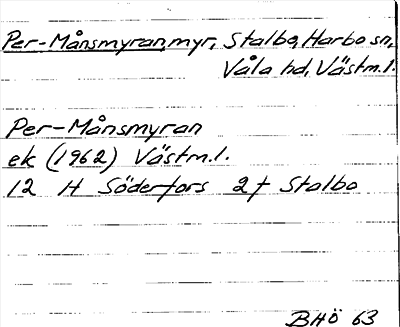 Per-Månsmyran, myr, Stalbo, Harbo sn,
Våla hd, Västm.l.
Per-Månsmyran
ek (1962) Västm.l.
12 H Söderfors 2f Stalbo
BHÖ 63